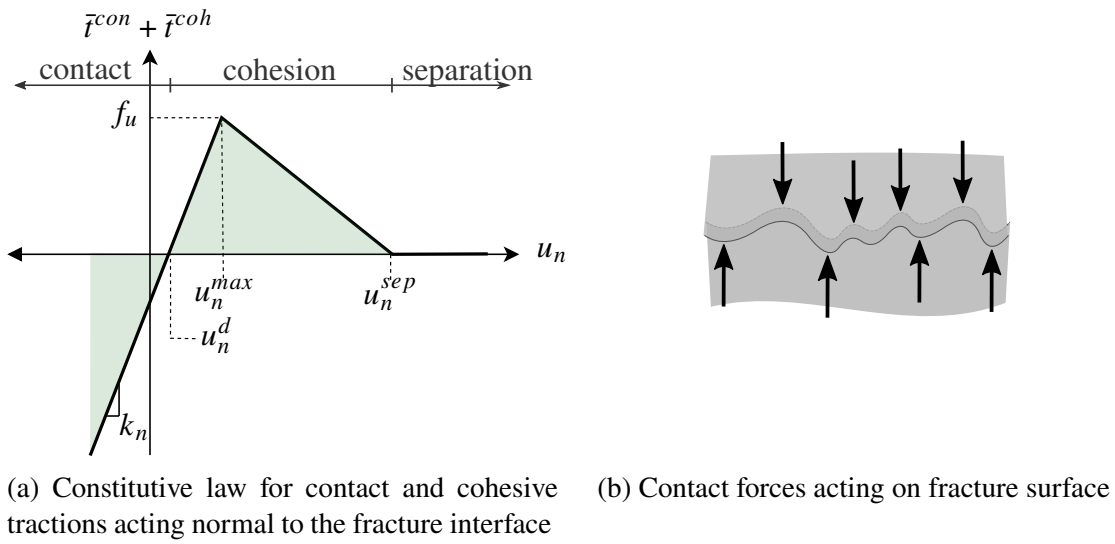 t̄^{con} + t̄^{coh}
contact cohesion separation
f_u
u_n
u_n^{max} u_n^{sep}
u_n^d
k_n
(a) Constitutive law for contact and cohesive
tractions acting normal to the fracture interface
(b) Contact forces acting on fracture surface